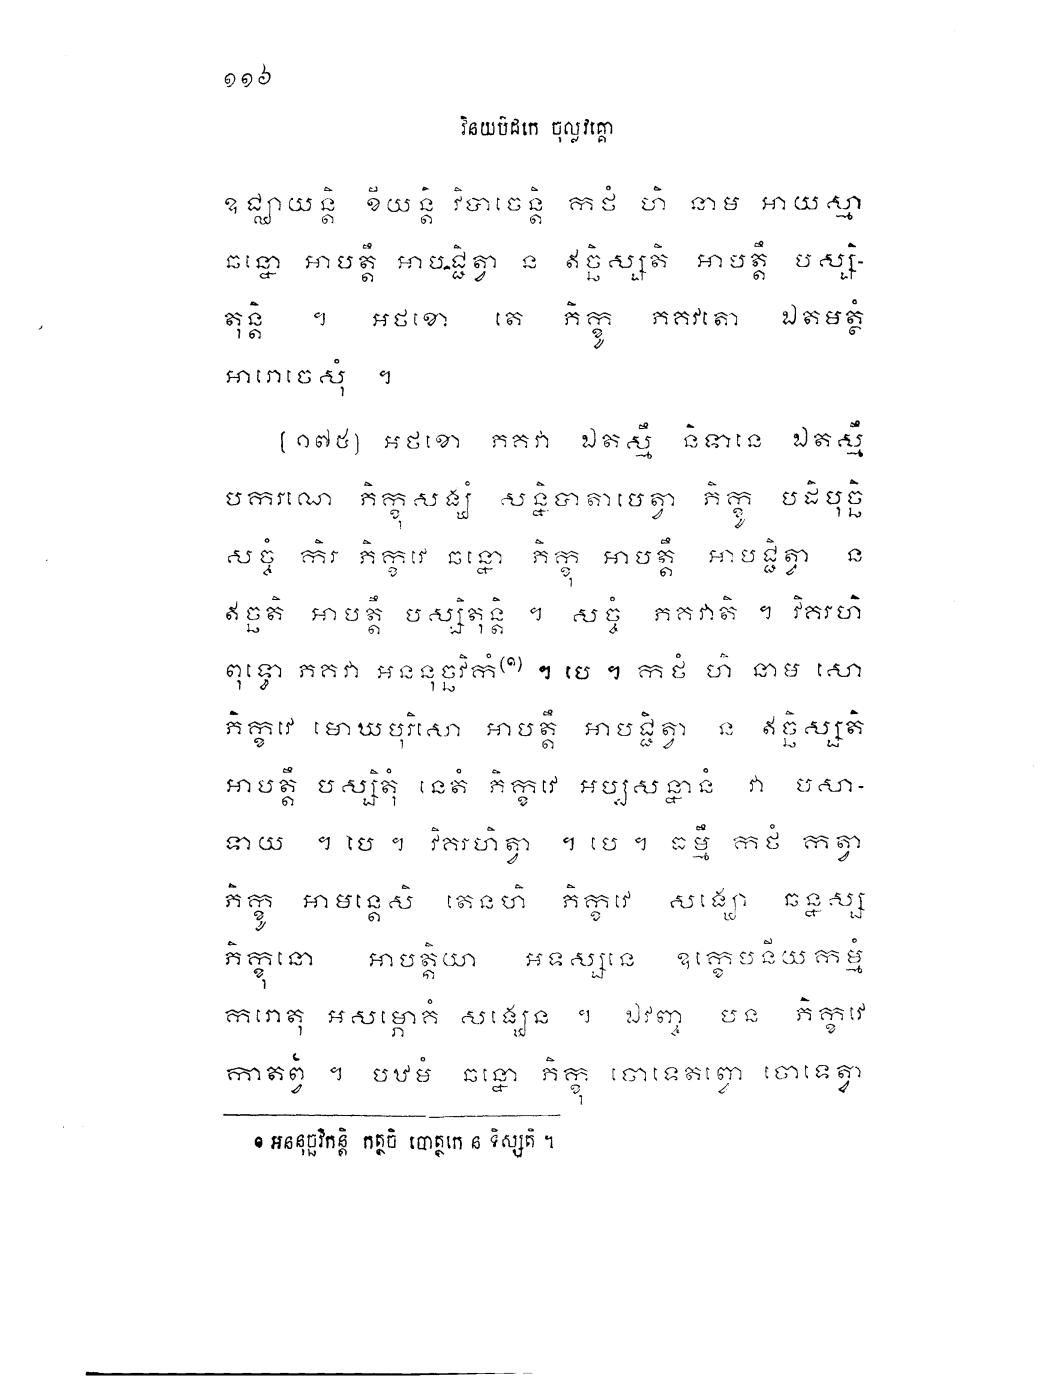 ១១៦
វិនយបិដកេ ចុល្លវគ្គោ
ឧជ្ឈាយន្តិ ខីយន្តិ វិបាចេន្តិ កថំ ហិ នាម អាយស្មា
ឆន្នោ អាបត្តឹ អាបជ្ជិត្វា ន ឥច្ឆិស្សតិ អាបត្តឹ បស្សិ-
តុន្តិ ។ អថខោ តេ ភិក្ខូ ភគវតោ ឯតមត្ថំ
អារោចេសុំ ។
[១៧៥] អថខោ ភគវា ឯតស្មឹ និទានេ ឯតស្មឹ
បករណេ ភិក្ខុសង្ឃំ សន្និបាតាបេត្វា ភិក្ខូ បដិបុច្ឆិ
សច្ចំ កិរ ភិក្ខវេ ឆន្នោ ភិក្ខុ អាបត្តឹ អាបជ្ជិត្វា ន
ឥច្ឆតិ អាបត្តឹ បស្សិតុន្តិ ។ សច្ចំ ភគវាតិ ។ វិគរហិ
ពុទ្ធោ ភគវា អននុច្ឆវិកំ(១) ។ បេ ។ កថំ ហិ នាម សោ
ភិក្ខវេ មោឃបុរិសោ អាបត្តឹ អាបជ្ជិត្វា ន ឥច្ឆិស្សតិ
អាបត្តឹ បស្សិតុំ នេតំ ភិក្ខវេ អប្បសន្នានំ វា បសា-
ទាយ ។ បេ ។ វិគរហិត្វា ។ បេ ។ ធម្មឹ កថំ កត្វា
ភិក្ខូ អាមន្តេសិ តេនហិ ភិក្ខវេ សង្ឃោ ឆន្នស្ស
ភិក្ខុនោ អាបត្តិយា អទស្សនេ ឧក្ខេបនីយកម្មំ
ករោតុ អសម្ភោគំ សង្ឃេន ។ ឯវញ្ច បន ភិក្ខវេ
កាតព្វំ ។ បឋមំ ឆន្នោ ភិក្ខុ ចោទេតព្វោ ចោទេត្វា
១ អននុច្ឆវិកន្តិ កត្ថចិ បោត្ថកេ ន ទិស្សតិ ។